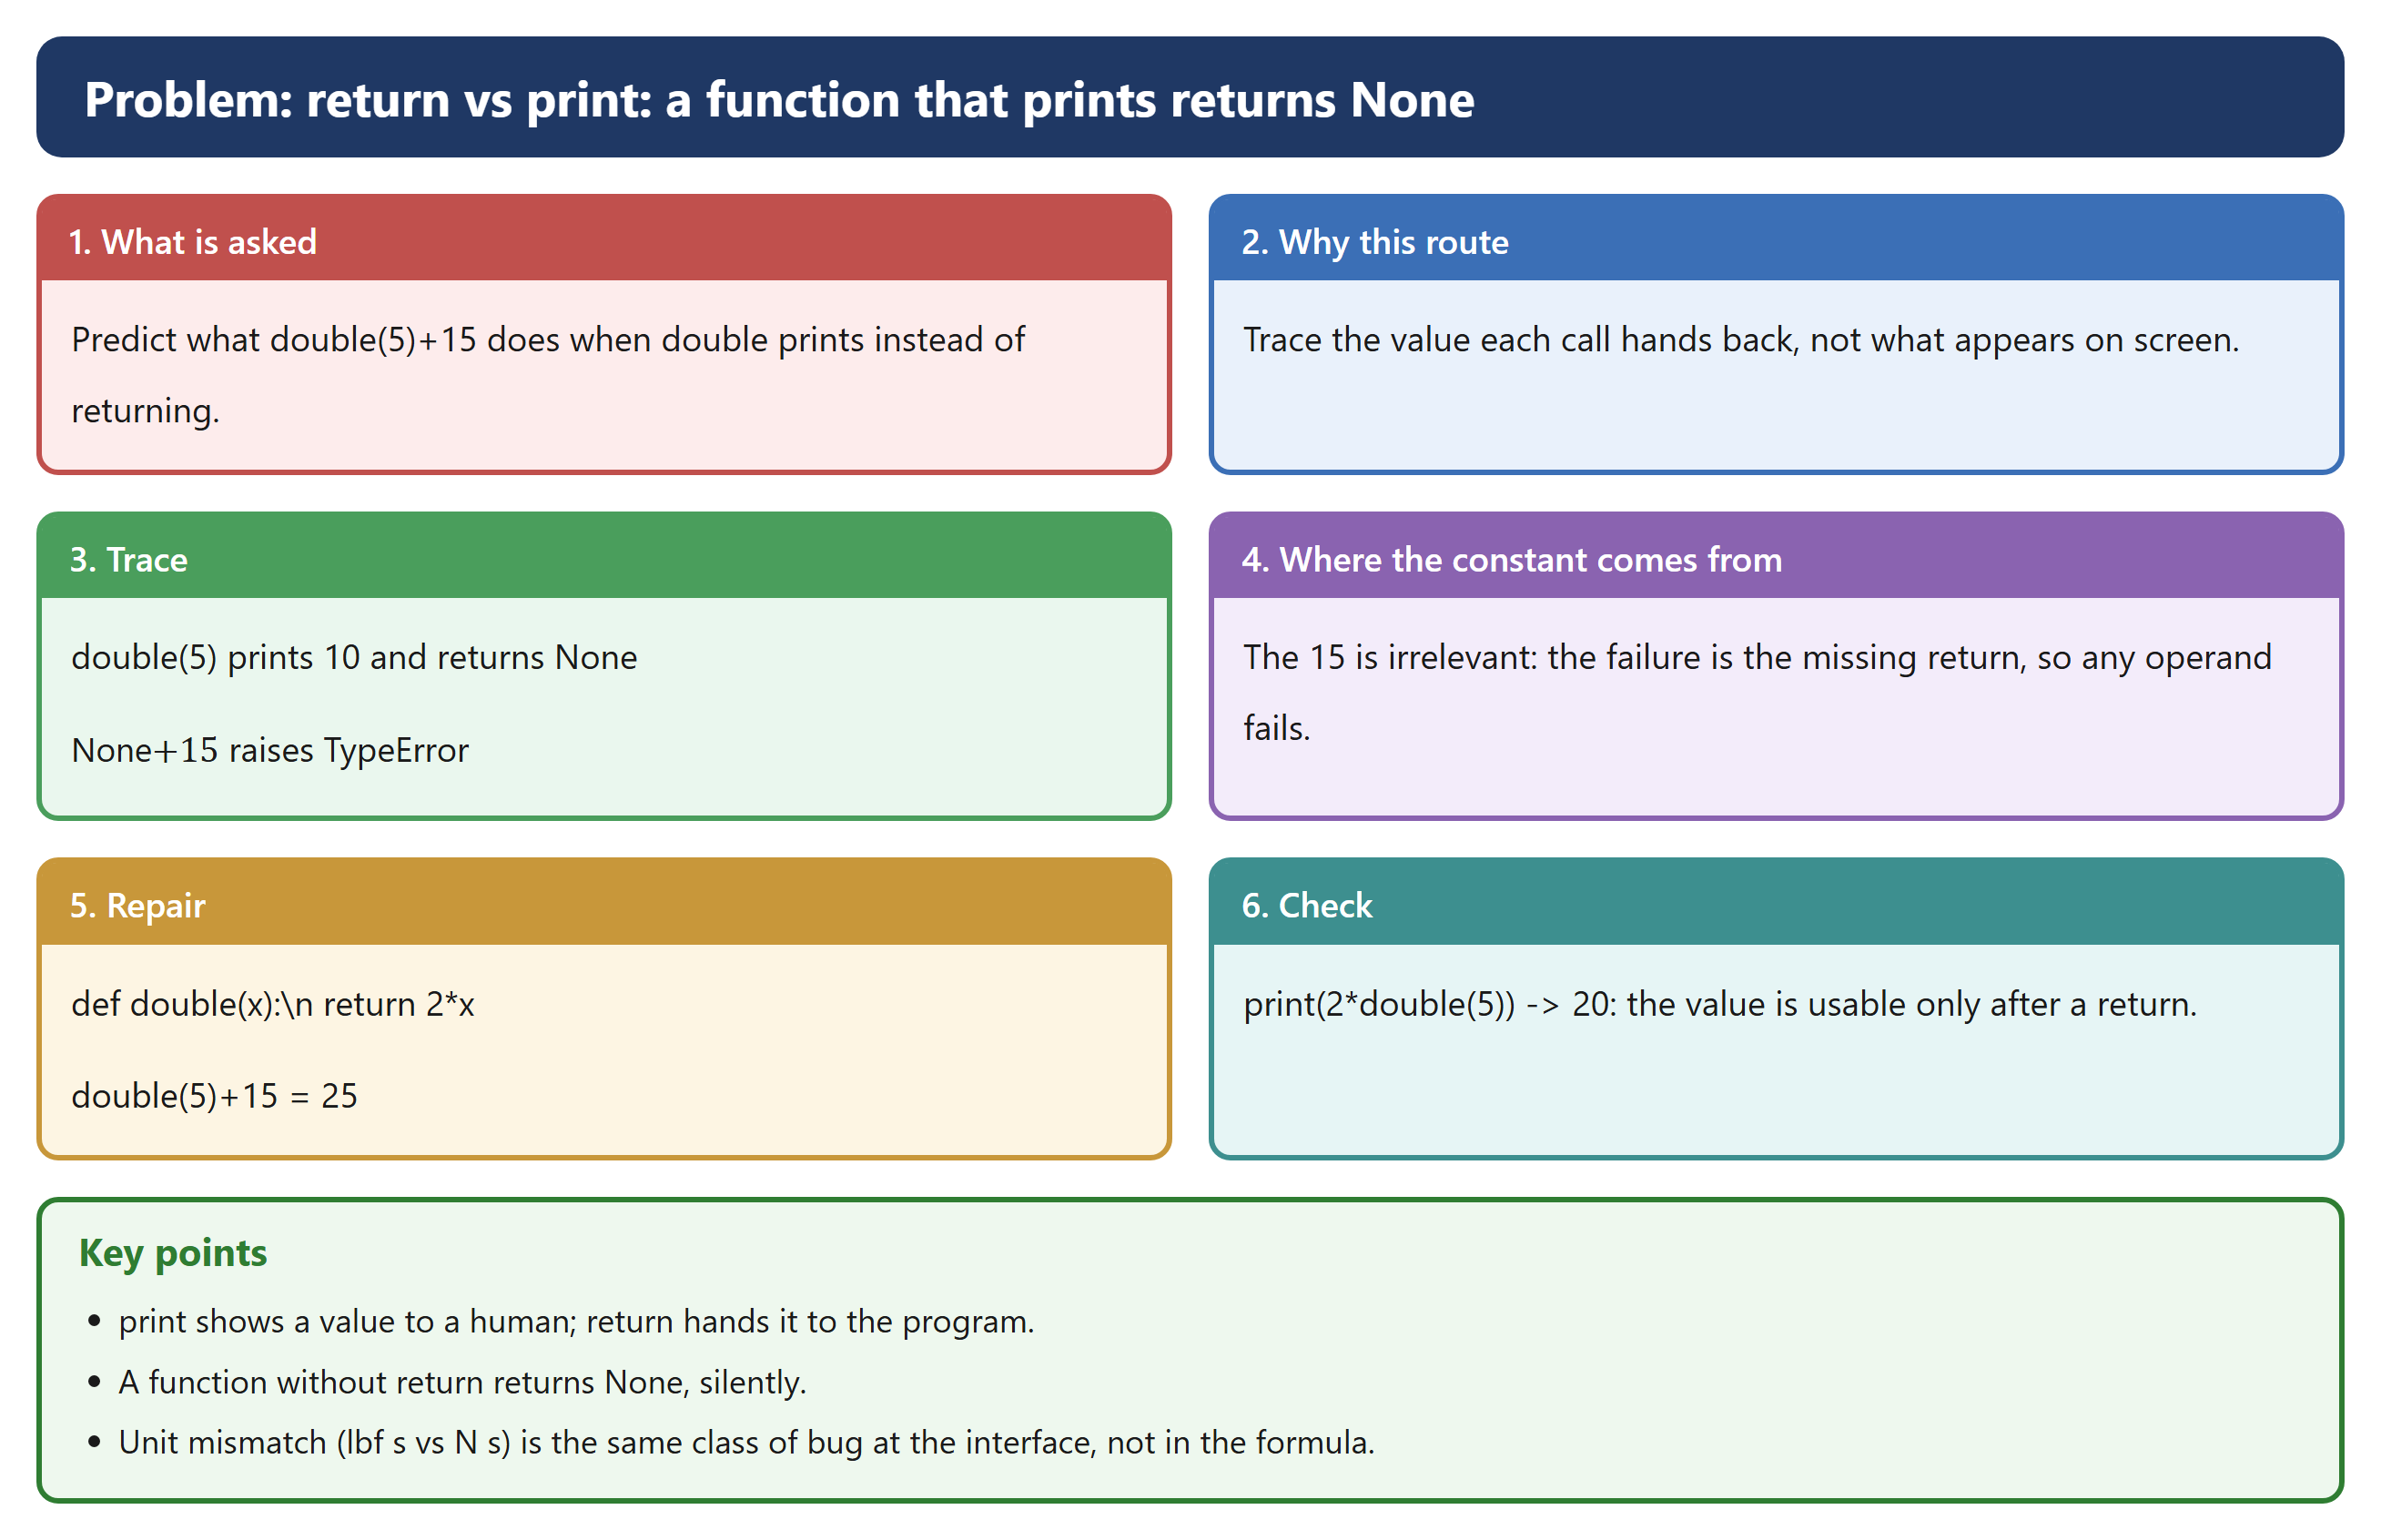 Problem: return vs print: a function that prints returns None
1. What is asked
Predict what double(5)+15 does when double prints instead of
returning.
2. Why this route
Trace the value each call hands back, not what appears on screen.
3. Trace
double(5) prints 10 and returns None
None+15 raises TypeError
4. Where the constant comes from
The 15 is irrelevant: the failure is the missing return, so any operand
fails.
5. Repair
def double(x):\n return 2*x
double(5)+15 = 25
6. Check
print(2*double(5)) -> 20: the value is usable only after a return.
Key points
• print shows a value to a human; return hands it to the program.
• A function without return returns None, silently.
• Unit mismatch (lbf s vs N s) is the same class of bug at the interface, not in the formula.